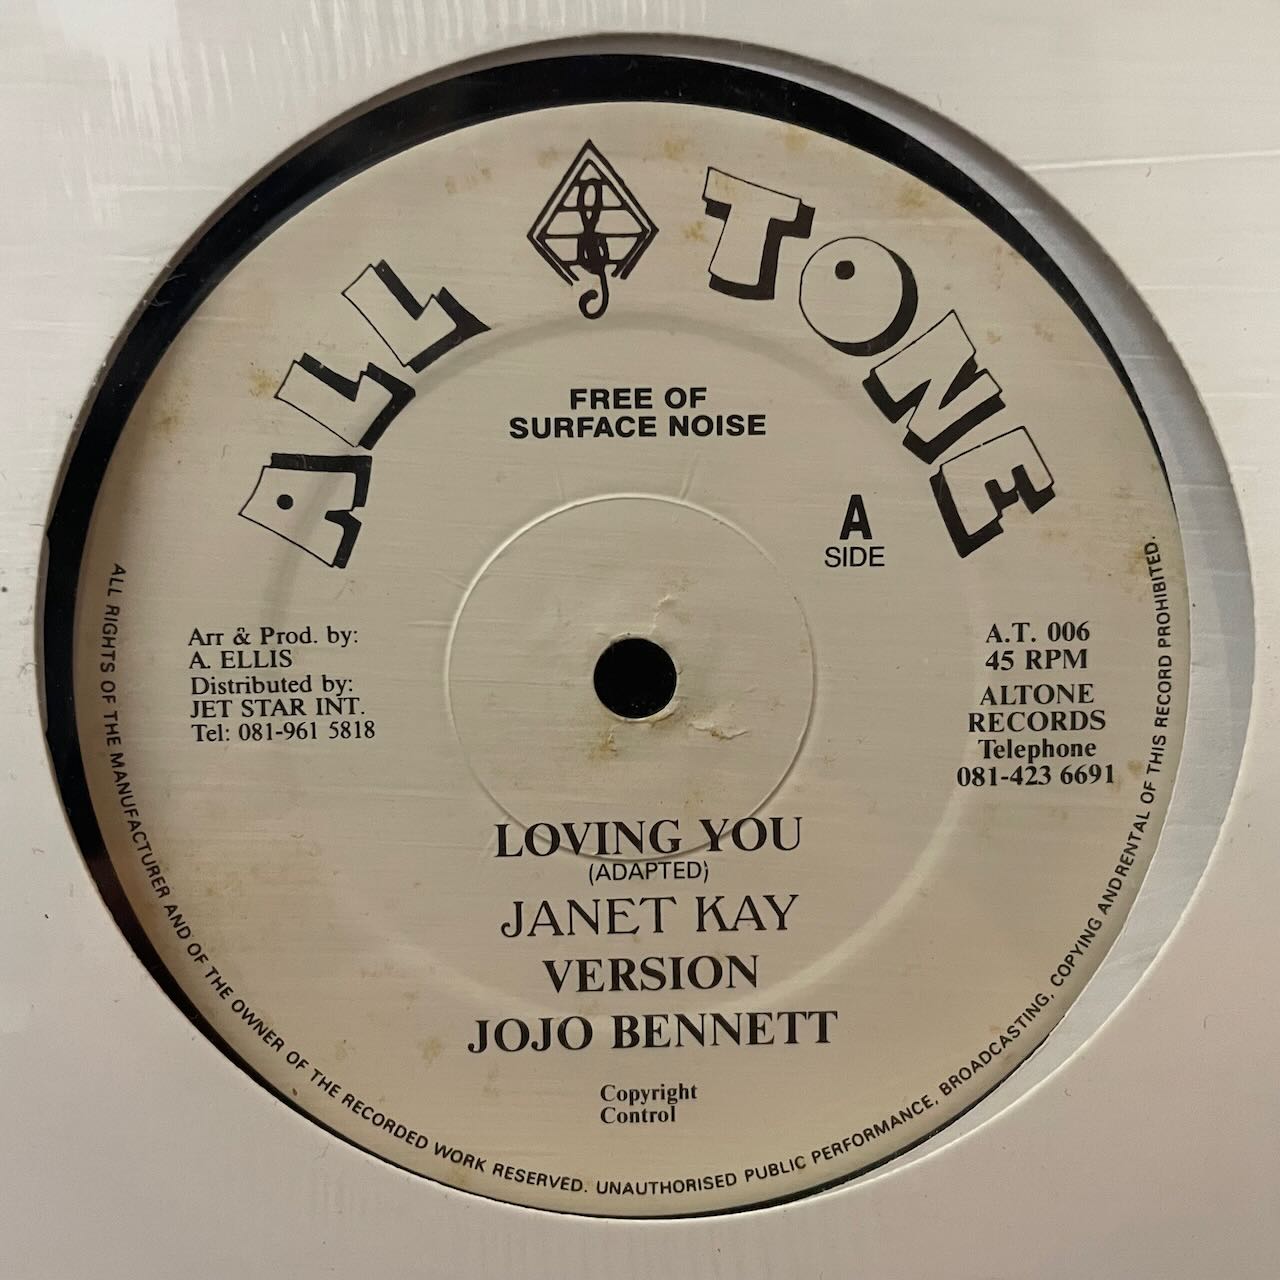 ALL TONE
FREE OF
SURFACE NOISE
A
SIDE
Arr & Prod. by:
A. ELLIS
Distributed by:
JET STAR INT.
Tel: 081-961 5818
A.T. 006
45 RPM
ALTONE
RECORDS
Telephone
081-423 6691
LOVING YOU
(ADAPTED)
JANET KAY
VERSION
JOJO BENNETT
Copyright
Control
ALL RIGHTS OF THE MANUFACTURER AND OF THE OWNER OF THE RECORDED WORK RESERVED. UNAUTHORISED PUBLIC PERFORMANCE, BROADCASTING, COPYING ANDRENTAL OF THIS RECORD PROHIBITED.